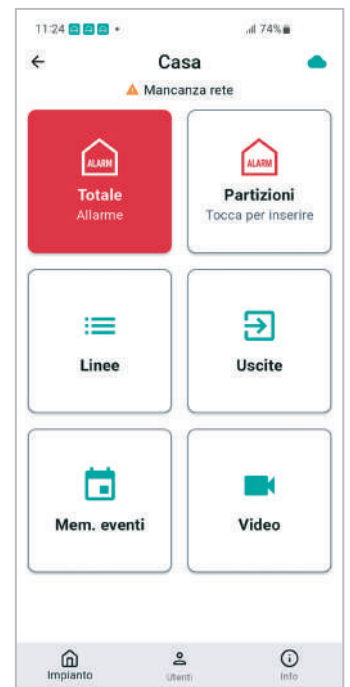 11:24
74%
Casa
Mancanza rete
ALARM
ALARM
Totale
Partizioni
Allarme
Tocca per inserire
Linee
Uscite
Mem. eventi
Video
Impianto
Utenti
Info